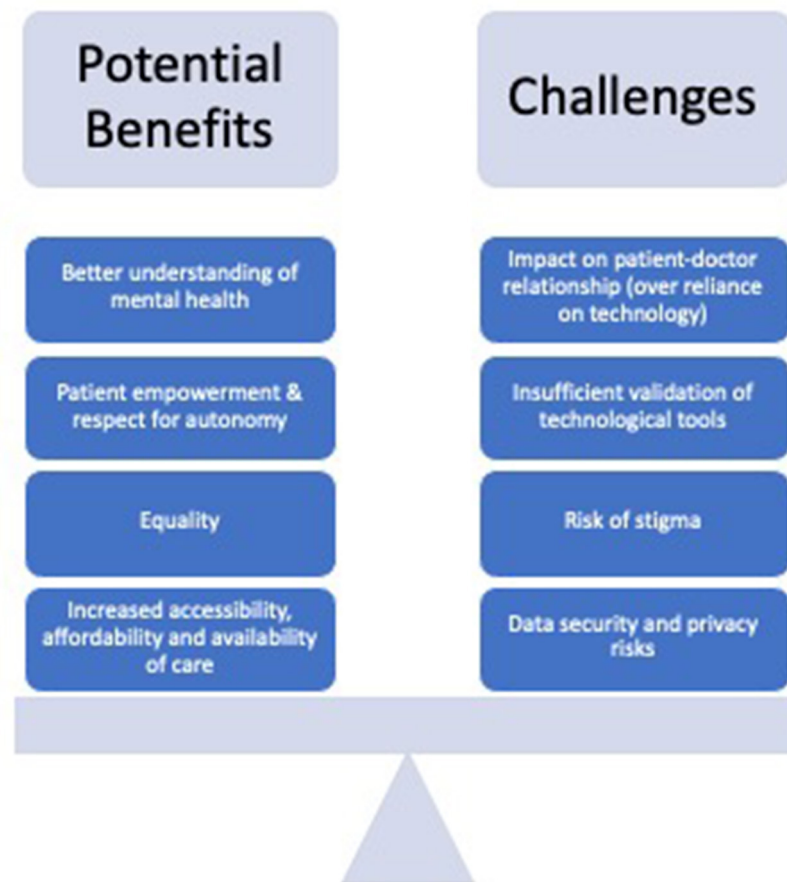 Potential
Benefits
Challenges
Better understanding of
mental health
Impact on patient-doctor
relationship (over reliance
on technology)
Patient empowerment &
respect for autonomy
Insufficient validation of
technological tools
Equality
Risk of stigma
Increased accessibility,
affordability and availability
of care
Data security and privacy
risks